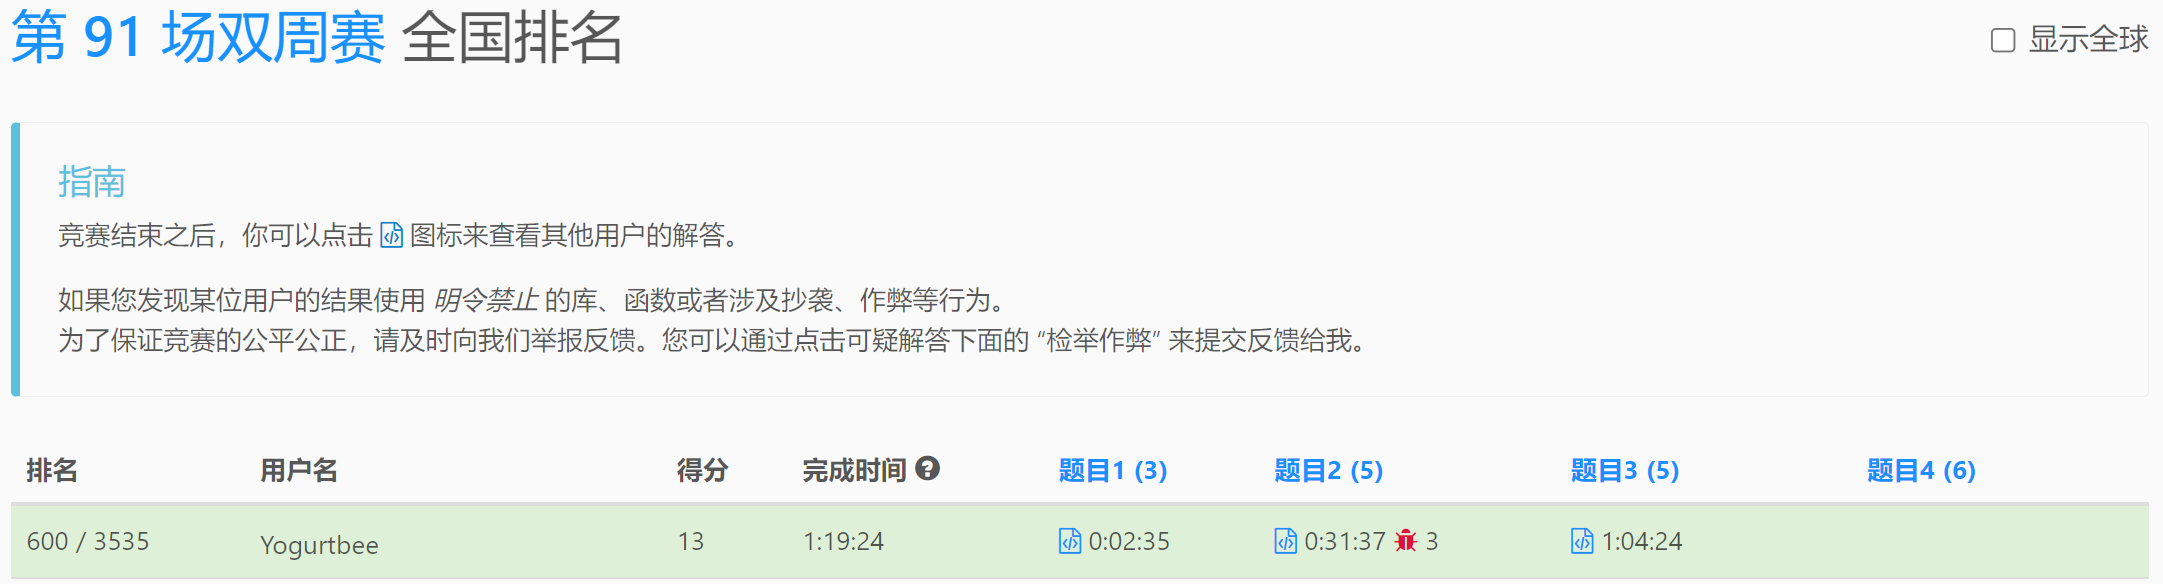 第 91 场双周赛 全国排名
显示全球
指南
竞赛结束之后，你可以点击 图标来查看其他用户的解答。
如果您发现某位用户的结果使用 明令禁止 的库、函数或者涉及抄袭、作弊等行为。
为了保证竞赛的公平公正，请及时向我们举报反馈。您可以通过点击可疑解答下面的 “检举作弊” 来提交反馈给我。
排名 用户名 得分 完成时间 题目1 (3) 题目2 (5) 题目3 (5) 题目4 (6)
600 / 3535 Yogurtbee 13 1:19:24 0:02:35 0:31:37 3 1:04:24